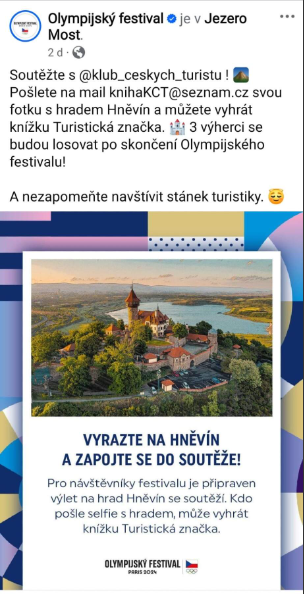 Olympijský festival je v Jezero
Most.
2 d
Soutěžte s @klub_ceskych_turistu !
Pošlete na mail knihaKCT@seznam.cz svou
fotku s hradem Hněvín a můžete vyhrát
knížku Turistická značka. 3 výherci se
budou losovat po skončení Olympijského
festivalu!
A nezapomeňte navštívit stánek turistiky.
VYRAZTE NA HNĚVÍN
A ZAPOJTE SE DO SOUTĚŽE!
Pro návštěvníky festivalu je připraven
výlet na hrad Hněvín se soutěží. Kdo
pošle selfie s hradem, může vyhrát
knížku Turistická značka.
OLYMPIJSKÝ FESTIVAL
PARIS 2024